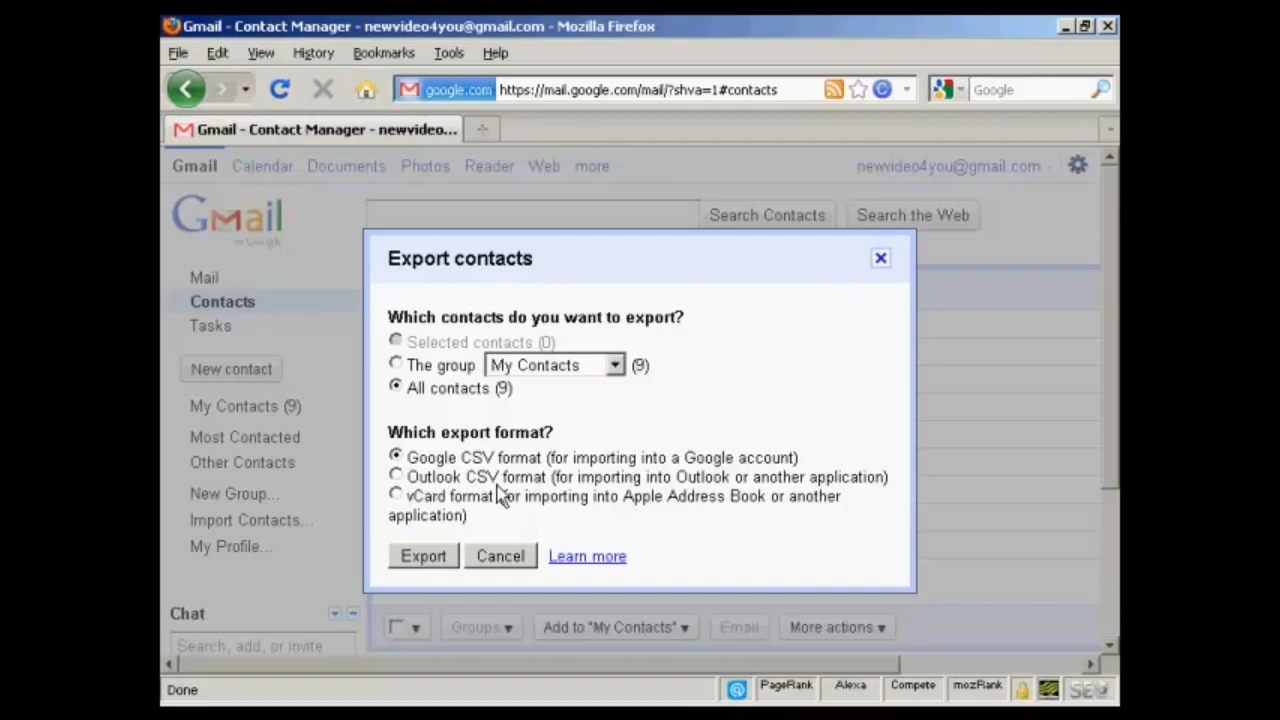 Gmail - Contact Manager - newvideo4you@gmail.com - Mozilla Firefox
File Edit View History Bookmarks Tools Help
google.com https://mail.google.com/mail/?shva=1#contacts Google
Gmail - Contact Manager - newvideo...
Gmail Calendar Documents Photos Reader Web more newvideo4you@gmail.com
Gmail
by Google
Search Contacts Search the Web
Export contacts
Mail
Contacts
Tasks
New contact
My Contacts (9)
Most Contacted
Other Contacts
New Group...
Import Contacts...
My Profile...
Chat
Search, add, or invite
Which contacts do you want to export?
Selected contacts (0)
The group My Contacts (9)
All contacts (9)
Which export format?
Google CSV format (for importing into a Google account)
Outlook CSV format (for importing into Outlook or another application)
vCard format (for importing into Apple Address Book or another
application)
Export Cancel Learn more
Groups Add to "My Contacts" Email More actions
Done PageRank Alexa Compete mozRank SEO